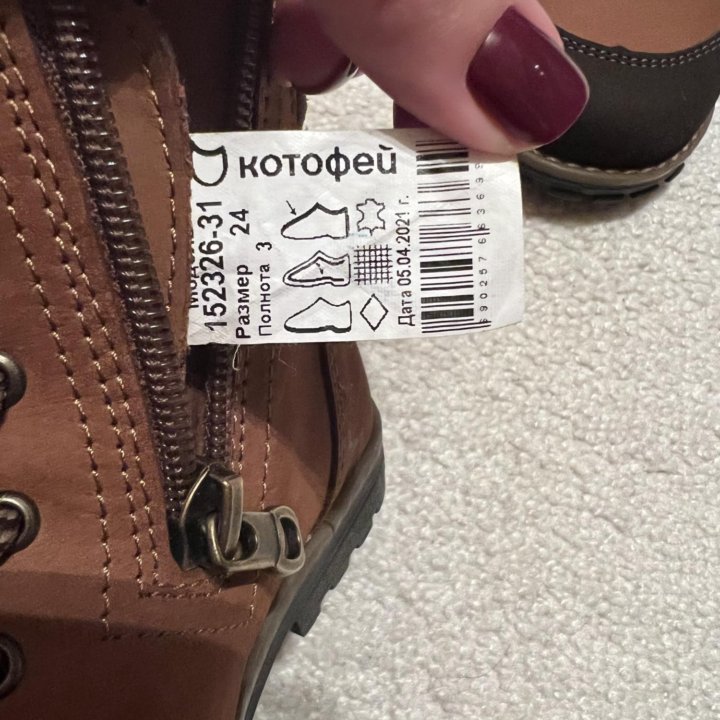 котофей
152326-31
Размер 24
Полнота 3
Дата 05.04.2021 г.